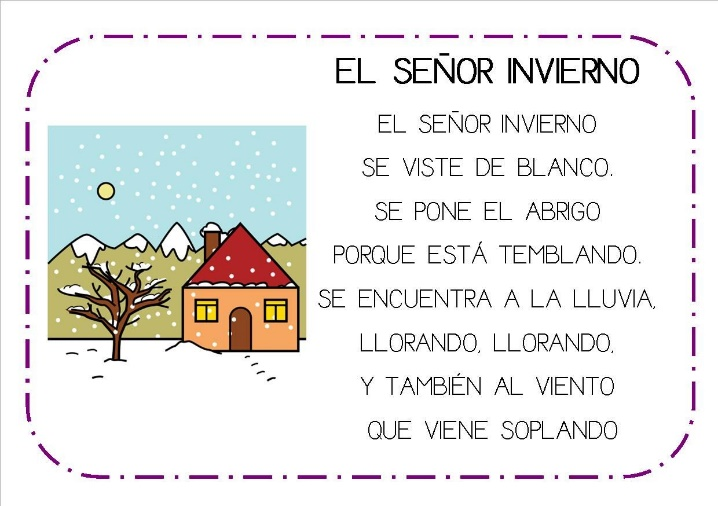 EL SEÑOR INVIERNO
EL SEÑOR INVIERNO
SE VISTE DE BLANCO.
SE PONE EL ABRIGO
PORQUE ESTÁ TEMBLANDO.
SE ENCUENTRA A LA LLUVIA,
LLORANDO, LLORANDO,
Y TAMBIÉN AL VIENTO
QUE VIENE SOPLANDO